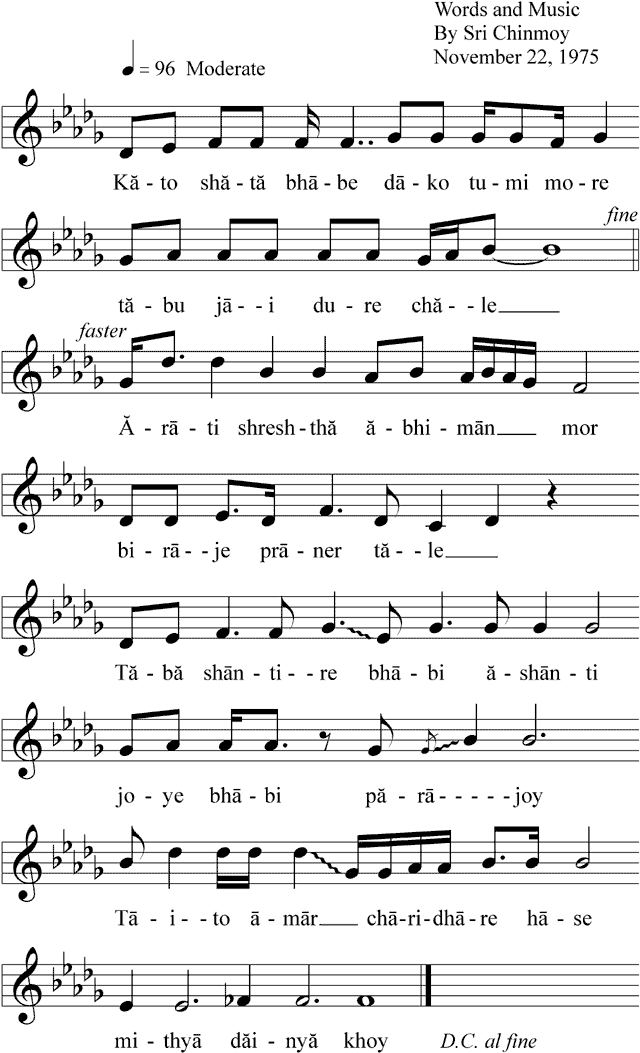 Words and Music
By Sri Chinmoy
November 22, 1975
= 96 Moderate
Kă - to shă - tă bhā - be dā - ko tu - mi mo - re
fine
tă - bu jā - - i du - re chă - le
faster
Ă - rā - ti shresh - thă ă - bhi - mān mor
bi - rā - - je prā - ner tă - le
Tă - bă shān - ti - - re bhā - bi ă - shān - ti
jo - ye bhā - bi pă - rā - - - - - joy
Tā - i - - to ā - mār chā - ri - dhā - re hā - se
mi - thyā dăi - nyă khoy D.C. al fine